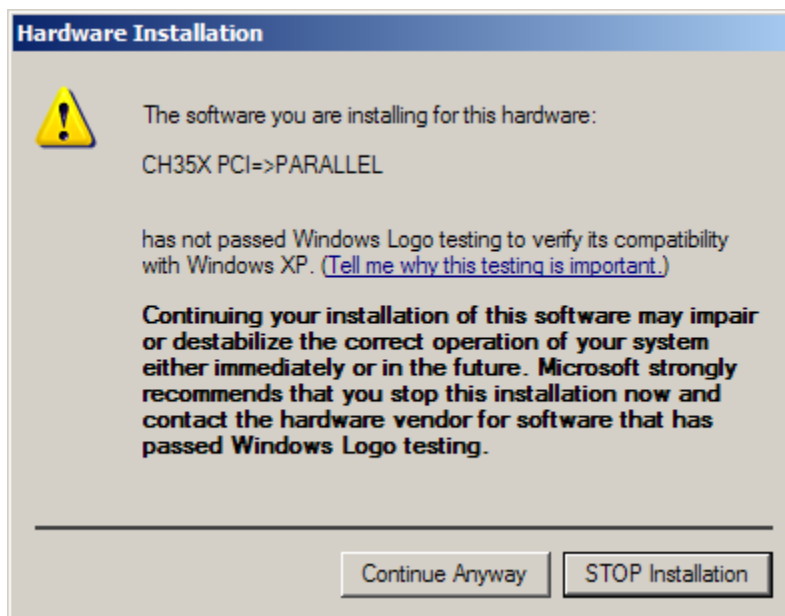 Hardware Installation
The software you are installing for this hardware:
CH35X PCI=>PARALLEL
has not passed Windows Logo testing to verify its compatibility
with Windows XP. (Tell me why this testing is important.)
Continuing your installation of this software may impair
or destabilize the correct operation of your system
either immediately or in the future. Microsoft strongly
recommends that you stop this installation now and
contact the hardware vendor for software that has
passed Windows Logo testing.
Continue Anyway
STOP Installation